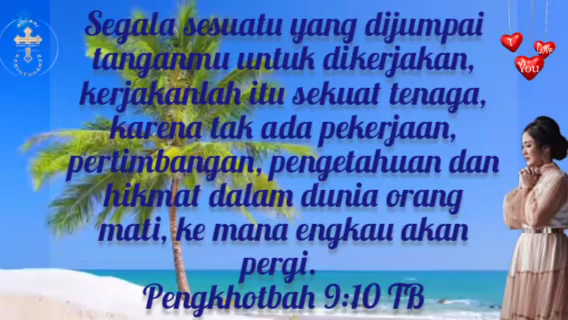 Segala sesuatu yang dijumpai
tanganmu untuk dikerjakan,
kerjakanlah itu sekuat tenaga,
karena tak ada pekerjaan,
pertimbangan, pengetahuan dan
hikmat dalam dunia orang
mati, ke mana engkau akan
pergi.
Pengkhotbah 9:10 TB
I
Love
You